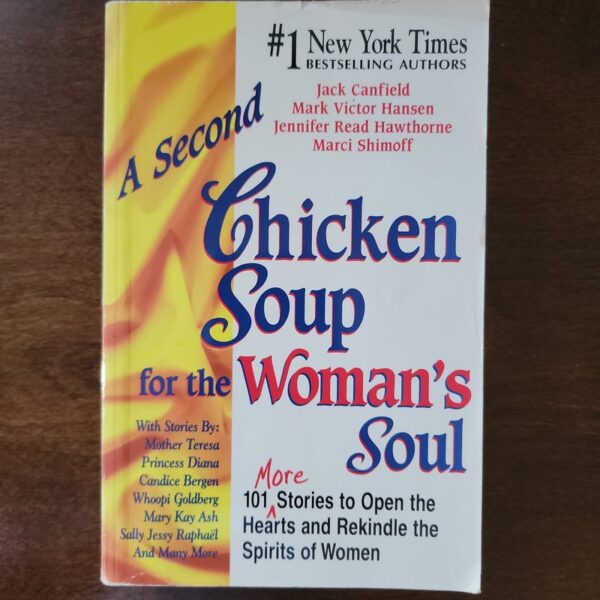 #1 New York Times
BESTSELLING AUTHORS
Jack Canfield
Mark Victor Hansen
Jennifer Read Hawthorne
Marci Shimoff
A Second
Chicken
Soup
for the Woman's
Soul
With Stories By:
Mother Teresa
Princess Diana
Candice Bergen
Whoopi Goldberg
Mary Kay Ash
Sally Jessy Raphaël
And Many More
More
101 Stories to Open the
Hearts and Rekindle the
Spirits of Women